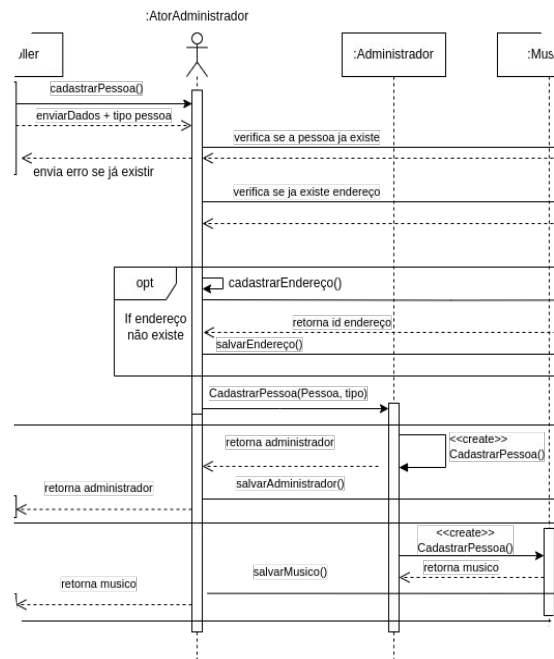 :AtorAdministrador
ller
:Administrador
:Mus
cadastrarPessoa()
enviarDados + tipo pessoa
verifica se a pessoa ja existe
envia erro se já existir
verifica se ja existe endereço
opt
cadastrarEndereço()
If endereço
não existe
retorna id endereço
salvarEndereço()
CadastrarPessoa(Pessoa, tipo)
<<create>>
CadastrarPessoa()
retorna administrador
salvarAdministrador()
retorna administrador
<<create>>
CadastrarPessoa()
retorna musico
salvarMusico()
retorna musico